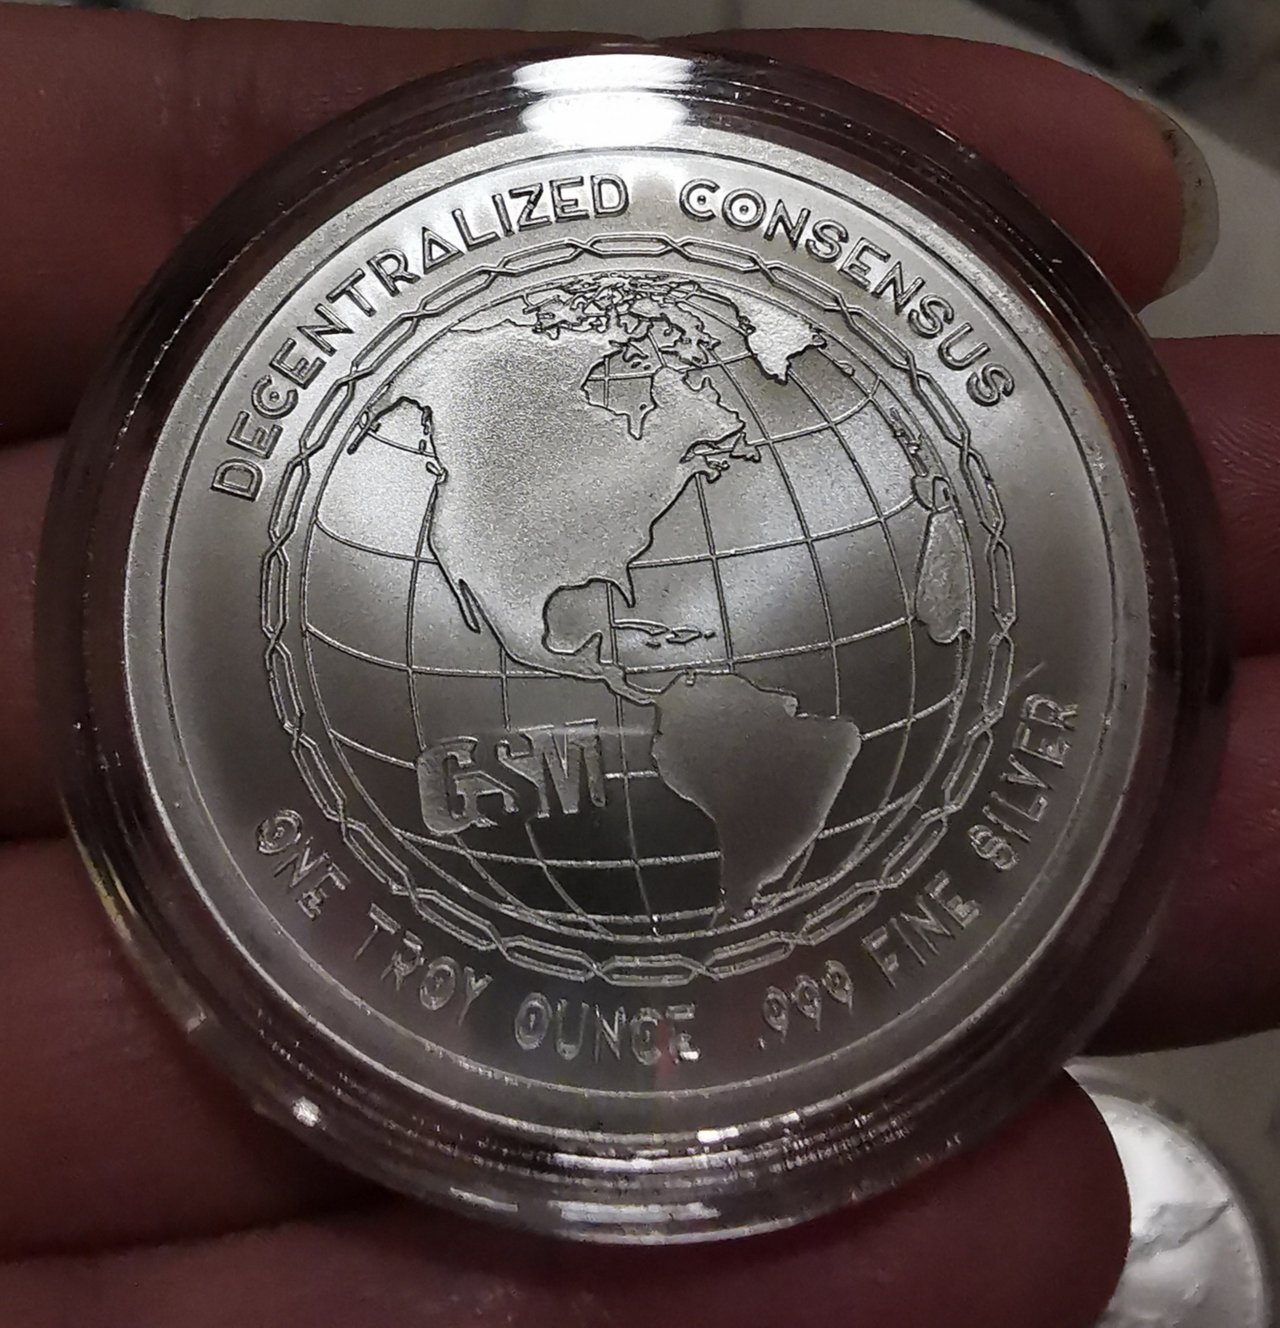 DECENTRALIZED CONSENSUS
GSM
ONE TROY OUNCE .999 FINE SILVER